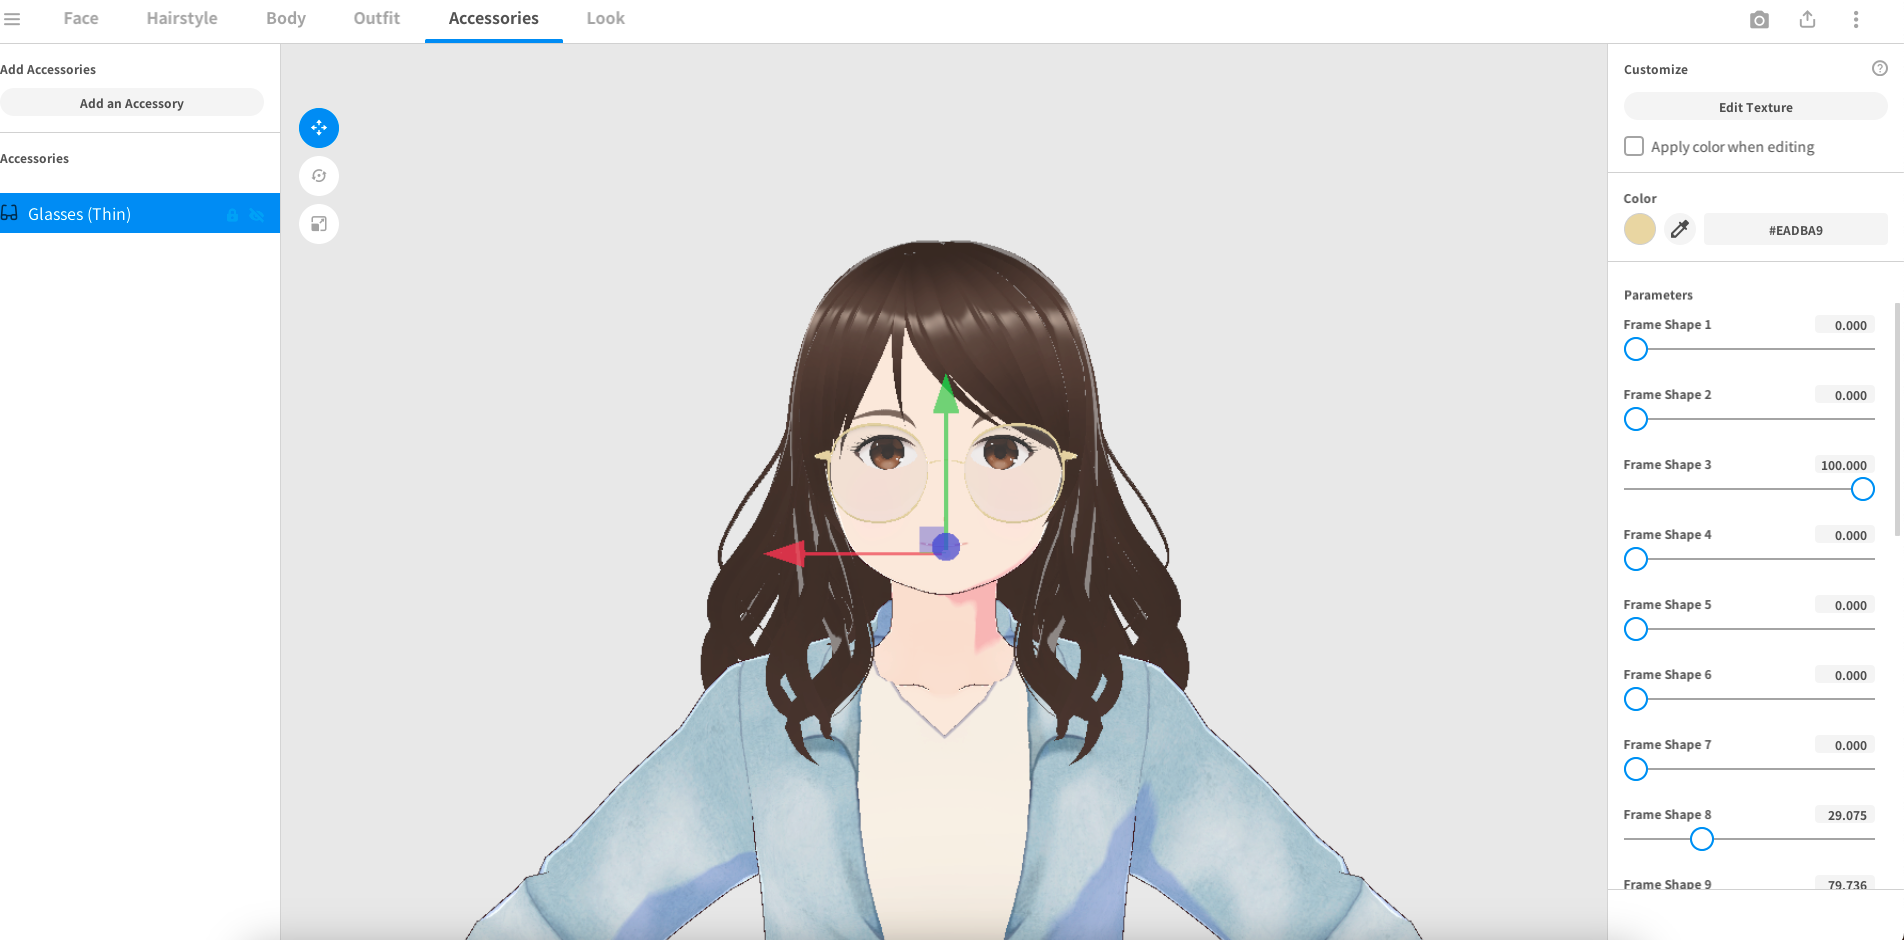 Face Hairstyle Body Outfit Accessories Look
Add Accessories
Add an Accessory
Accessories
Glasses (Thin)
Customize
Edit Texture
Apply color when editing
Color
#EADBA9
Parameters
Frame Shape 1 0.000
Frame Shape 2 0.000
Frame Shape 3 100.000
Frame Shape 4 0.000
Frame Shape 5 0.000
Frame Shape 6 0.000
Frame Shape 7 0.000
Frame Shape 8 29.075
Frame Shape 9 79.736